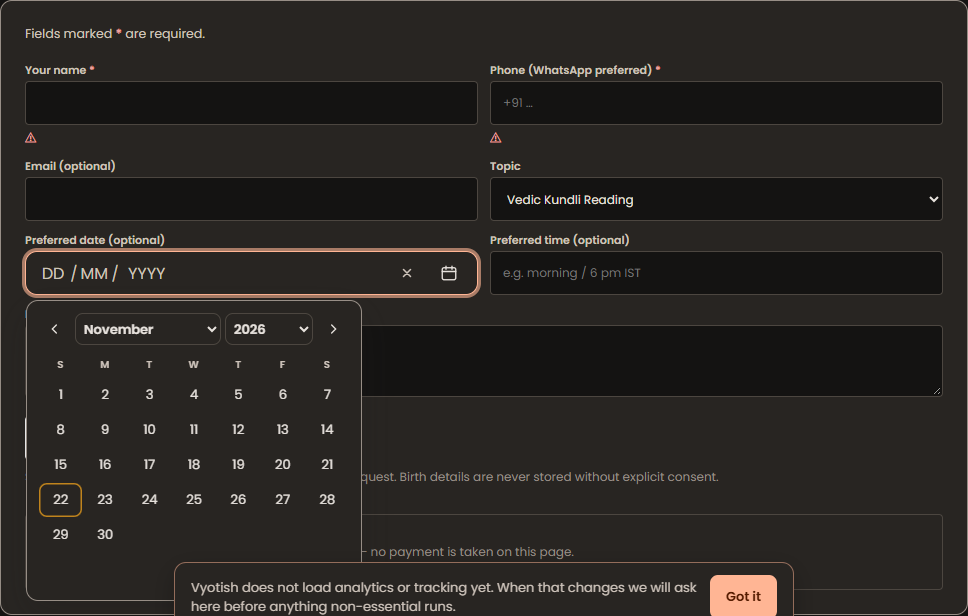 Fields marked * are required.
Your name *
Phone (WhatsApp preferred) *
+91 …
Email (optional)
Topic
Vedic Kundli Reading
Preferred date (optional)
Preferred time (optional)
DD / MM / YYYY
e.g. morning / 6 pm IST
November 2026
S M T W T F S
1 2 3 4 5 6 7
8 9 10 11 12 13 14
15 16 17 18 19 20 21
quest. Birth details are never stored without explicit consent.
22 23 24 25 26 27 28
29 30
– no payment is taken on this page.
Vyotish does not load analytics or tracking yet. When that changes we will ask
here before anything non-essential runs.
Got it